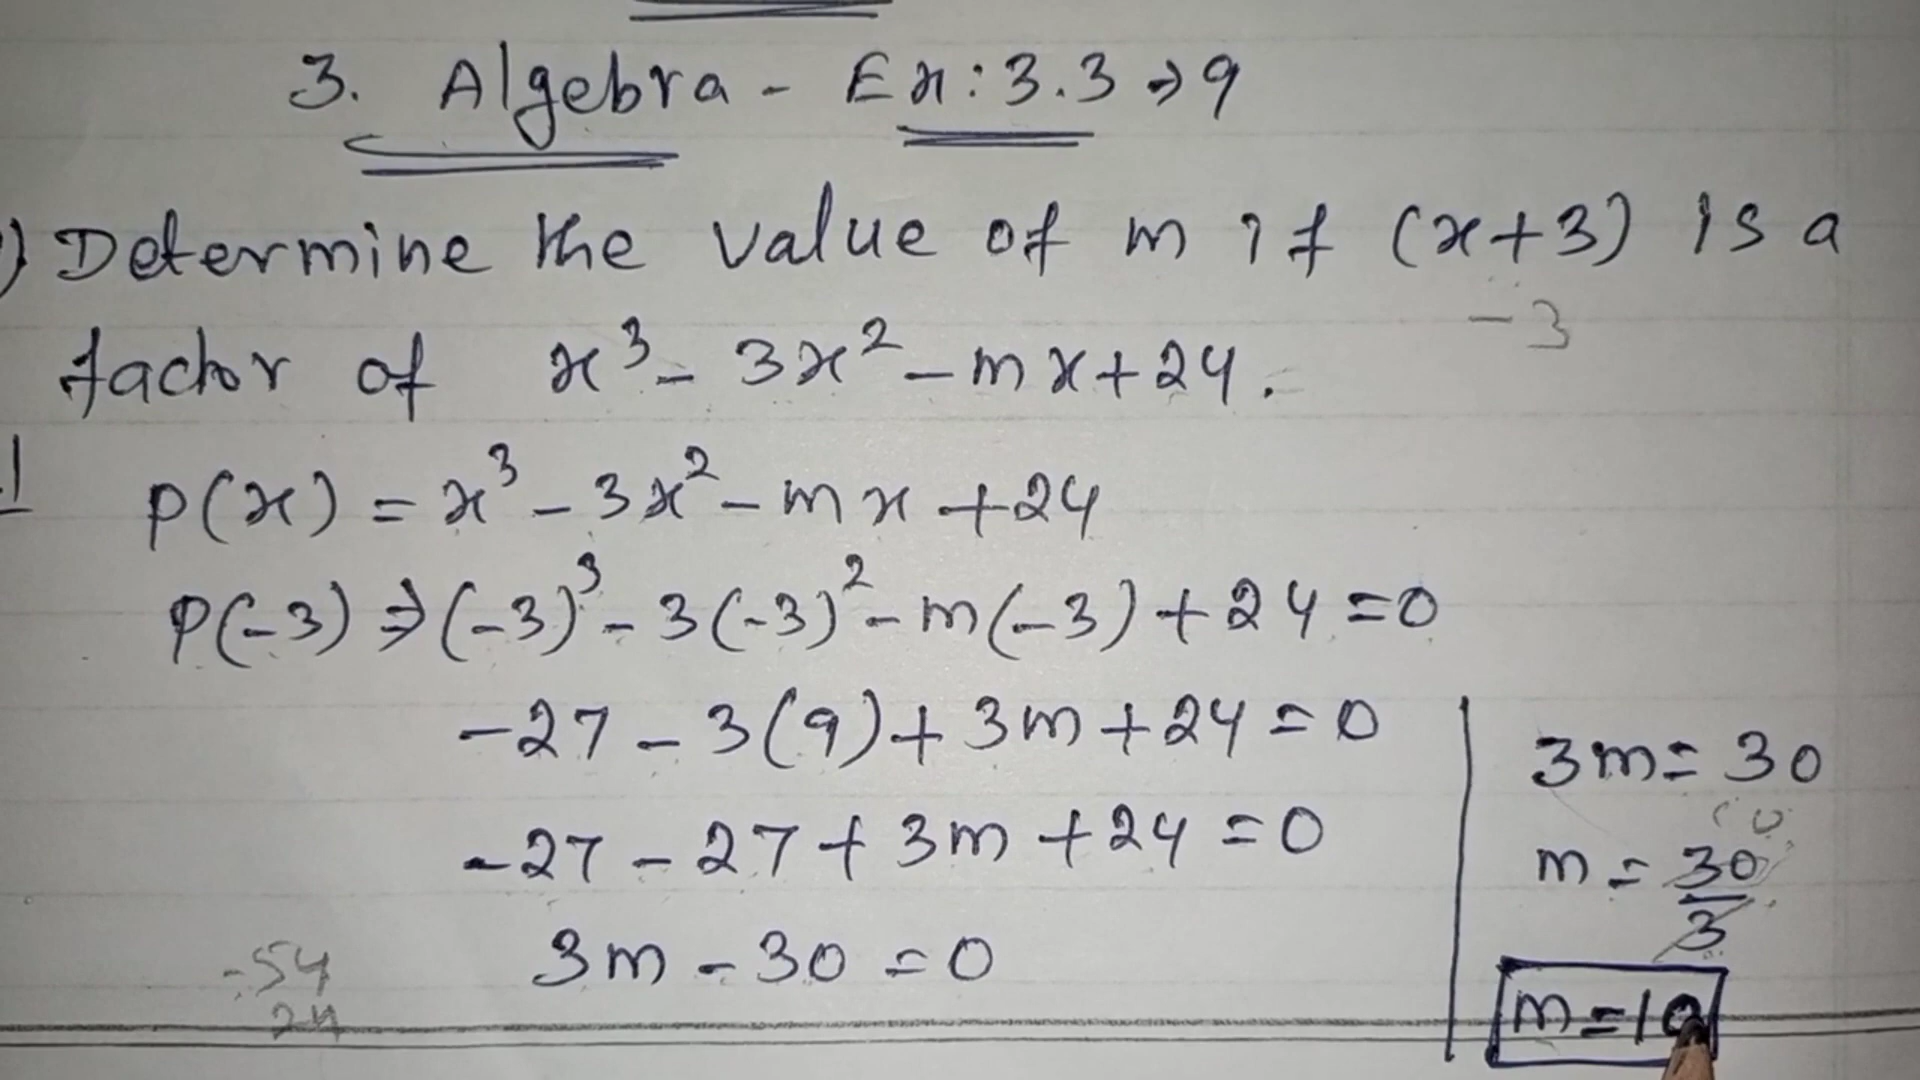 3. Algebra - Ex: 3.3 → 9
) Determine the value of m if (x+3) is a
-3
factor of x³ - 3x² - mx + 24.
P(x) = x³ - 3x² - mx + 24
P(-3) ⇒ (-3)³ - 3(-3)² - m(-3) + 24 = 0
-27 - 3(9) + 3m + 24 = 0
-27 - 27 + 3m + 24 = 0
3m - 30 = 0
-54
24
3m = 30
10
m = 30/3
m = 10